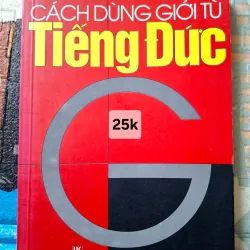 CÁCH DÙNG GIỚI TỪ
Tiếng Đức
25k